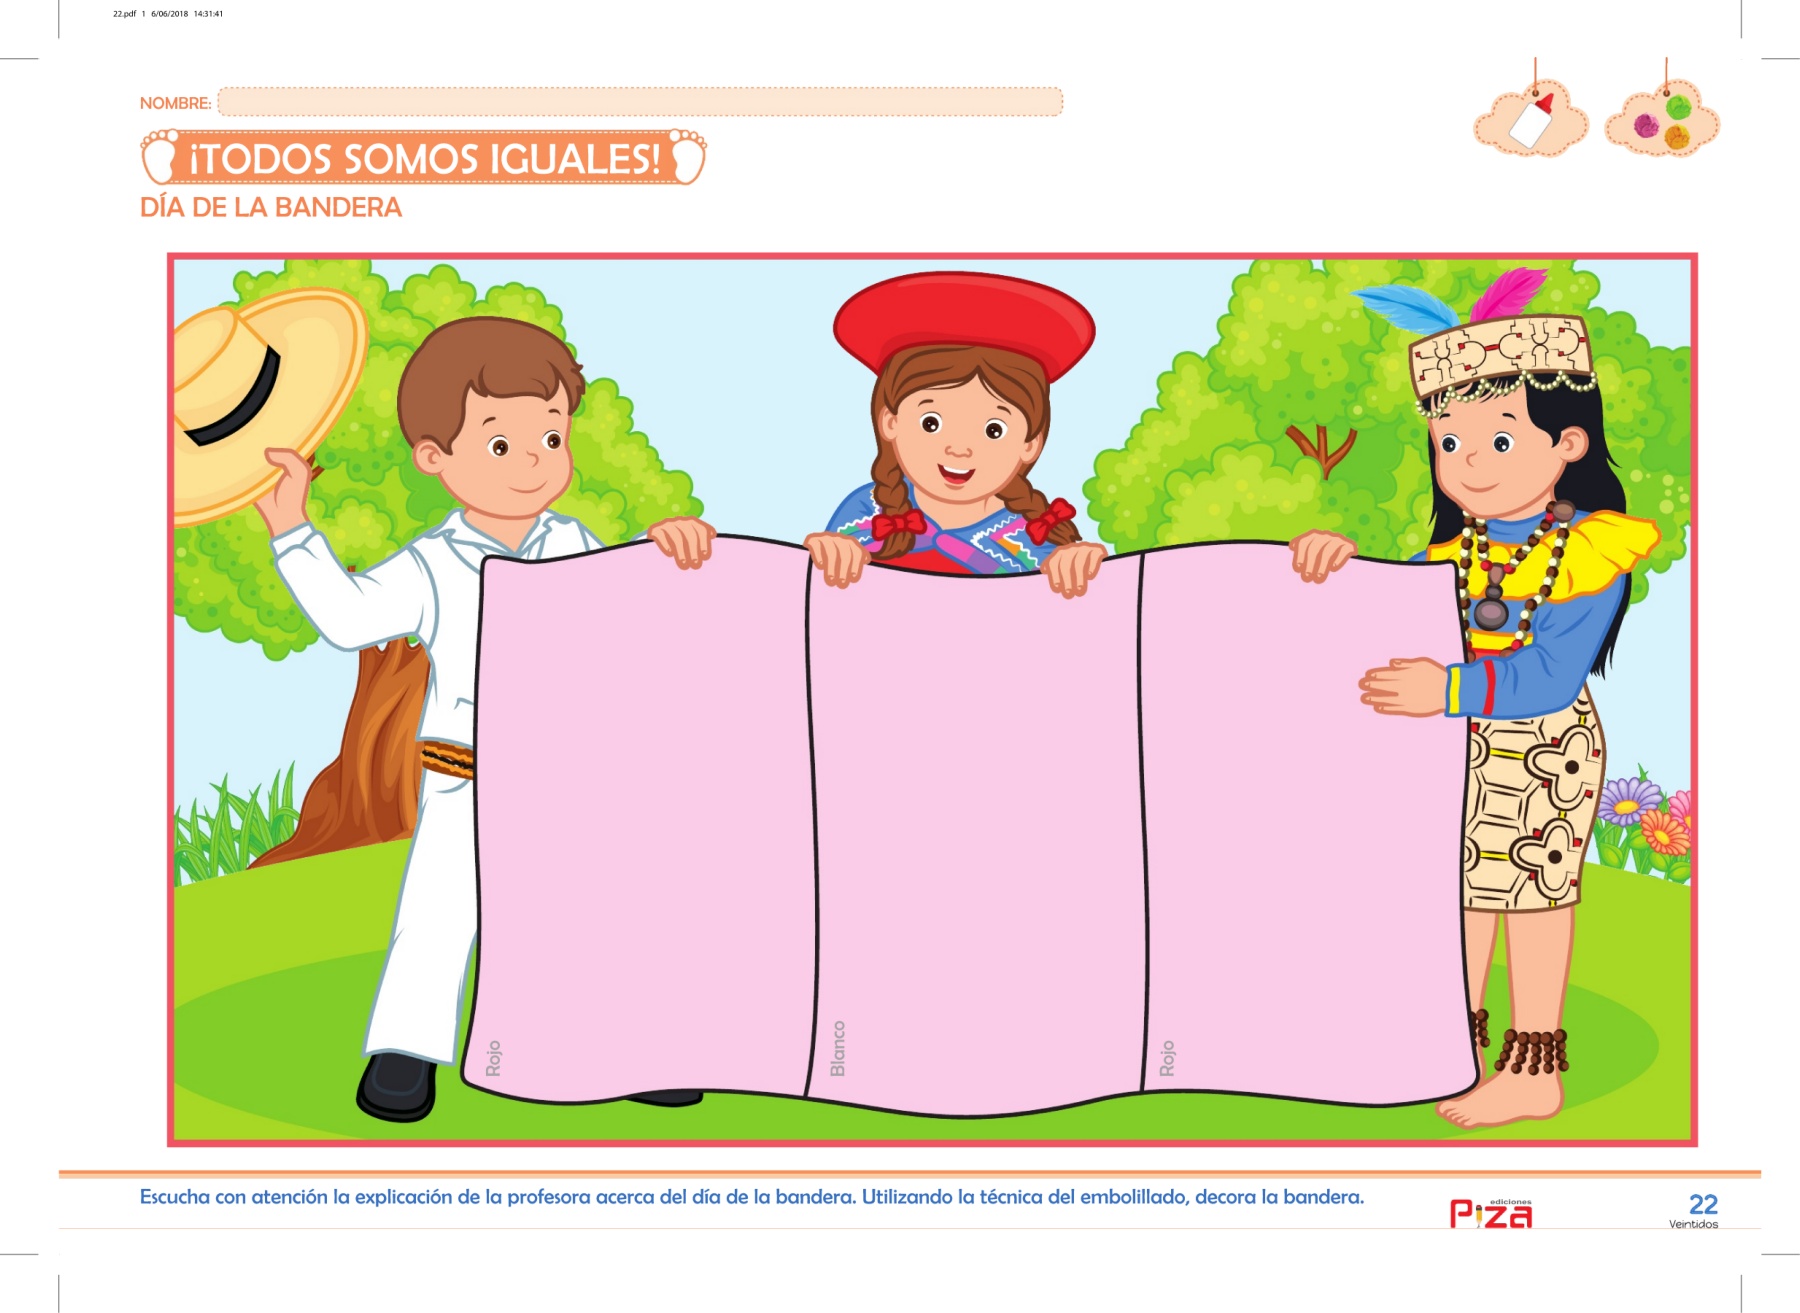 22.pdf 1 6/06/2018 14:31:41
NOMBRE:
¡TODOS SOMOS IGUALES!
DÍA DE LA BANDERA
Rojo
Blanco
Rojo
Escucha con atención la explicación de la profesora acerca del día de la bandera. Utilizando la técnica del embolillado, decora la bandera.
ediciones
Piza
22
Veintidos